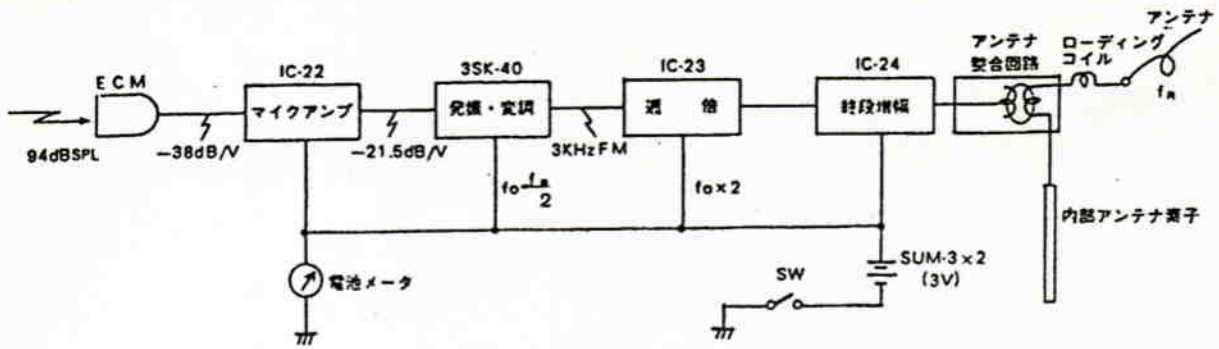 ECM
94dBSPL
−38dB/V
IC-22
マイクアンプ
−21.5dB/V
3SK-40
発振・変調
3KHz FM
IC-23
逓倍
IC-24
終段増幅
アンテナ
整合回路
ローディング
コイル
アンテナ
fo=
2
fo×2
内部アンテナ素子
電池メータ
SW
SUM-3×2
(3V)